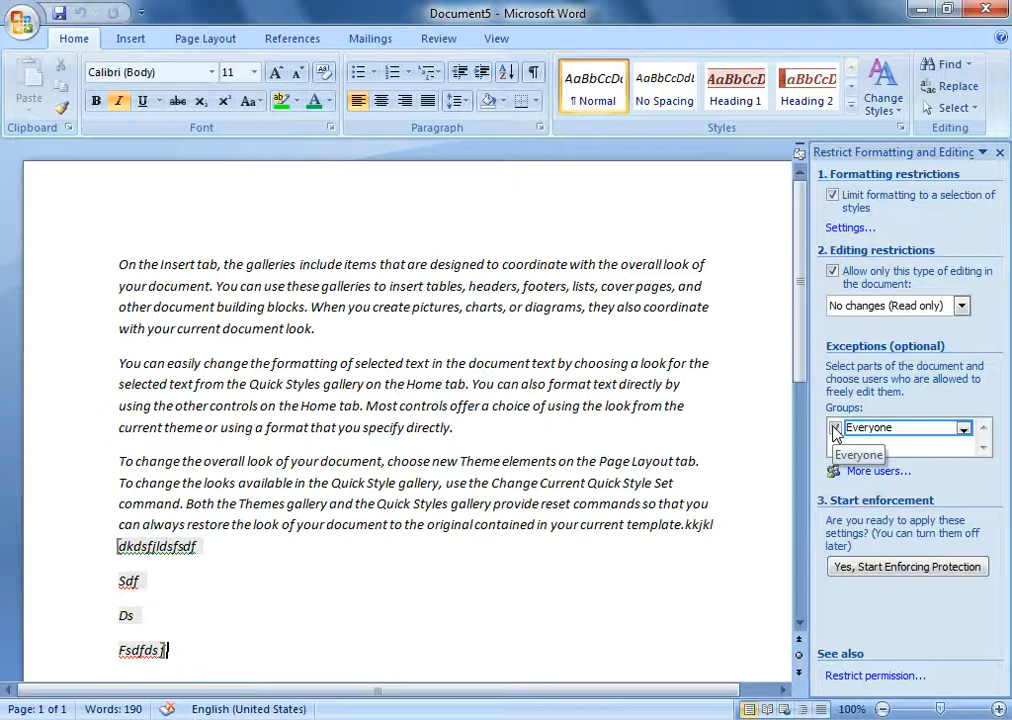 Document5 - Microsoft Word
Home Insert Page Layout References Mailings Review View
Paste
Clipboard
Calibri (Body) 11
B I U abc X₂ X² Aa
Font
Paragraph
AaBbCcDc AaBbCcDd AaBbCcD AaBbCcD
¶ Normal No Spacing Heading 1 Heading 2
Change Styles
Styles
Find
Replace
Select
Editing
On the Insert tab, the galleries include items that are designed to coordinate with the overall look of
your document. You can use these galleries to insert tables, headers, footers, lists, cover pages, and
other document building blocks. When you create pictures, charts, or diagrams, they also coordinate
with your current document look.
You can easily change the formatting of selected text in the document text by choosing a look for the
selected text from the Quick Styles gallery on the Home tab. You can also format text directly by
using the other controls on the Home tab. Most controls offer a choice of using the look from the
current theme or using a format that you specify directly.
To change the overall look of your document, choose new Theme elements on the Page Layout tab.
To change the looks available in the Quick Style gallery, use the Change Current Quick Style Set
command. Both the Themes gallery and the Quick Styles gallery provide reset commands so that you
can always restore the look of your document to the original contained in your current template.kkjkl
dkdsfjldsfsdf
Sdf
Ds
Fsdfds
Restrict Formatting and Editing
1. Formatting restrictions
Limit formatting to a selection of
styles
Settings...
2. Editing restrictions
Allow only this type of editing in
the document:
No changes (Read only)
Exceptions (optional)
Select parts of the document and
choose users who are allowed to
freely edit them.
Groups:
Everyone
Everyone
More users...
3. Start enforcement
Are you ready to apply these
settings? (You can turn them off
later)
Yes, Start Enforcing Protection
See also
Restrict permission...
Page: 1 of 1 Words: 190 English (United States) 100%